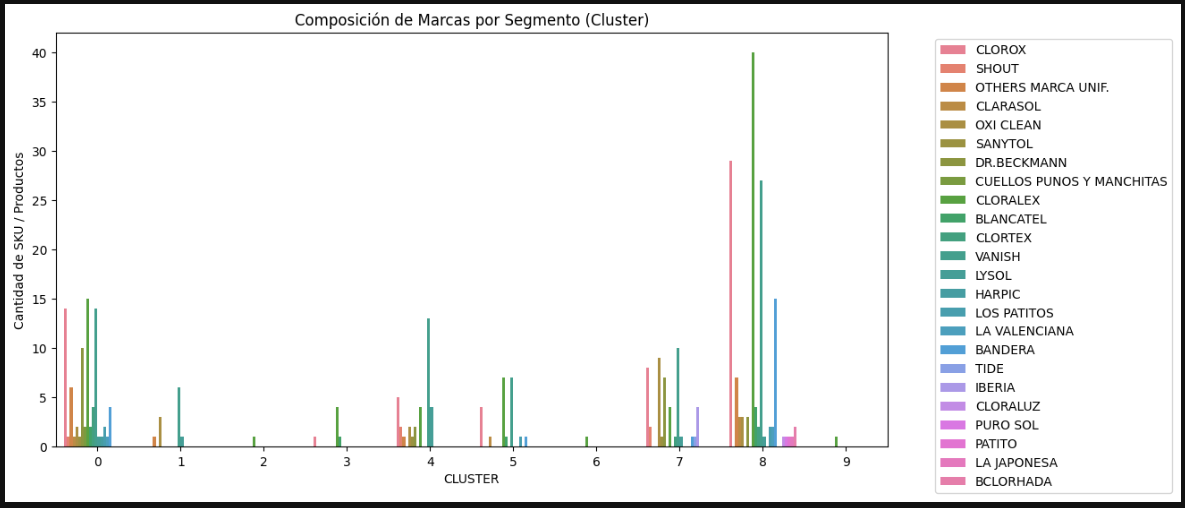 Composición de Marcas por Segmento (Cluster)
Cantidad de SKU / Productos
40
35
30
25
20
15
10
5
0
0 1 2 3 4 5 6 7 8 9
CLUSTER
CLOROX
SHOUT
OTHERS MARCA UNIF.
CLARASOL
OXI CLEAN
SANYTOL
DR.BECKMANN
CUELLOS PUNOS Y MANCHITAS
CLORALEX
BLANCATEL
CLORTEX
VANISH
LYSOL
HARPIC
LOS PATITOS
LA VALENCIANA
BANDERA
TIDE
IBERIA
CLORALUZ
PURO SOL
PATITO
LA JAPONESA
BCLORHADA